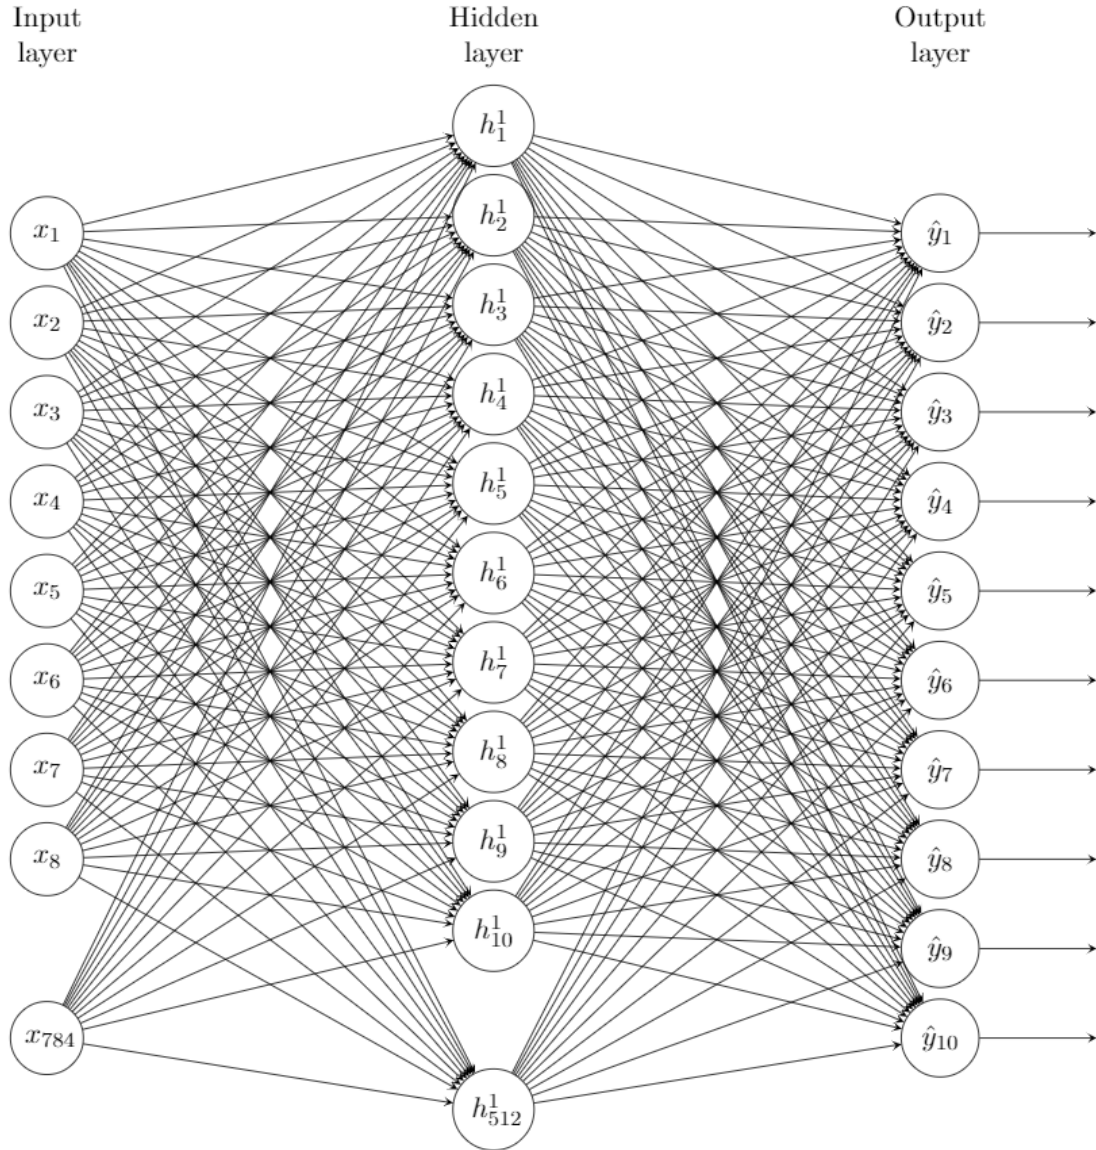 Input
layer
Hidden
layer
Output
layer
x₁
x₂
x₃
x₄
x₅
x₆
x₇
x₈
x₇₈₄
h¹₁
h¹₂
h¹₃
h¹₄
h¹₅
h¹₆
h¹₇
h¹₈
h¹₉
h¹₁₀
h¹₅₁₂
ŷ₁
ŷ₂
ŷ₃
ŷ₄
ŷ₅
ŷ₆
ŷ₇
ŷ₈
ŷ₉
ŷ₁₀